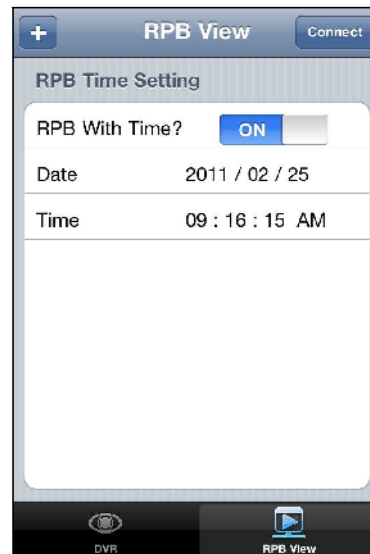 + RPB View Connect
RPB Time Setting
RPB With Time? ON
Date 2011 / 02 / 25
Time 09 : 16 : 15 AM
DVR RPB View